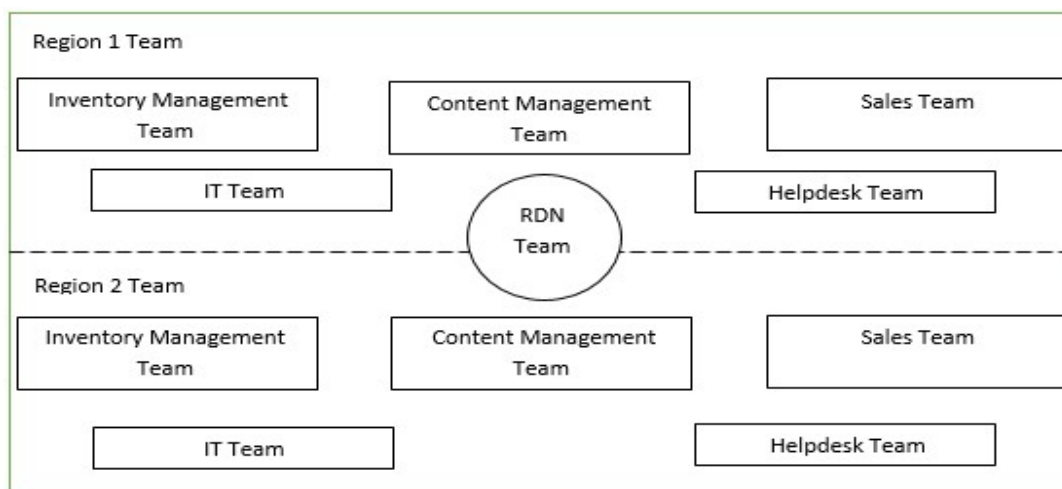 Region 1 Team
Inventory Management
Team
Content Management
Team
Sales Team
IT Team
Helpdesk Team
RDN
Team
Region 2 Team
Inventory Management
Team
Content Management
Team
Sales Team
IT Team
Helpdesk Team